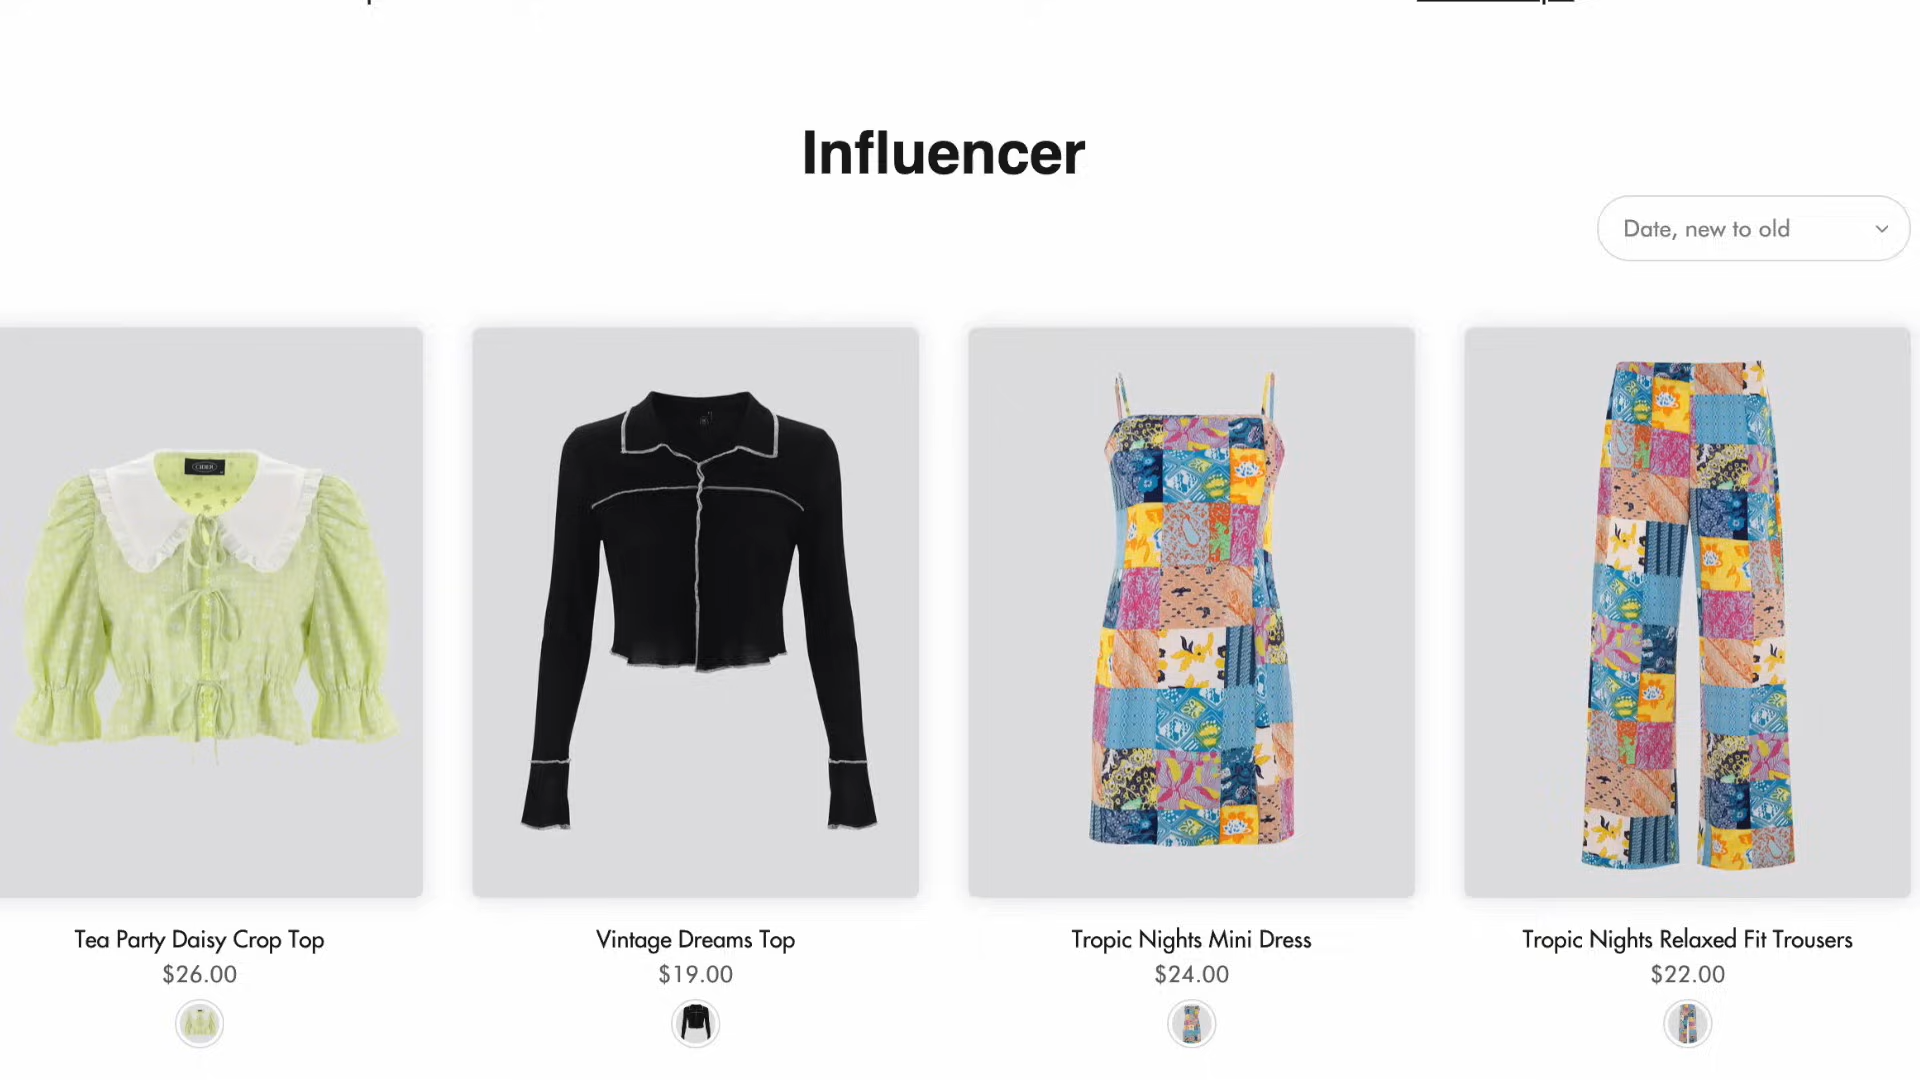 Influencer
Date, new to old
CIDER
Tea Party Daisy Crop Top
$26.00
Vintage Dreams Top
$19.00
Tropic Nights Mini Dress
$24.00
Tropic Nights Relaxed Fit Trousers
$22.00